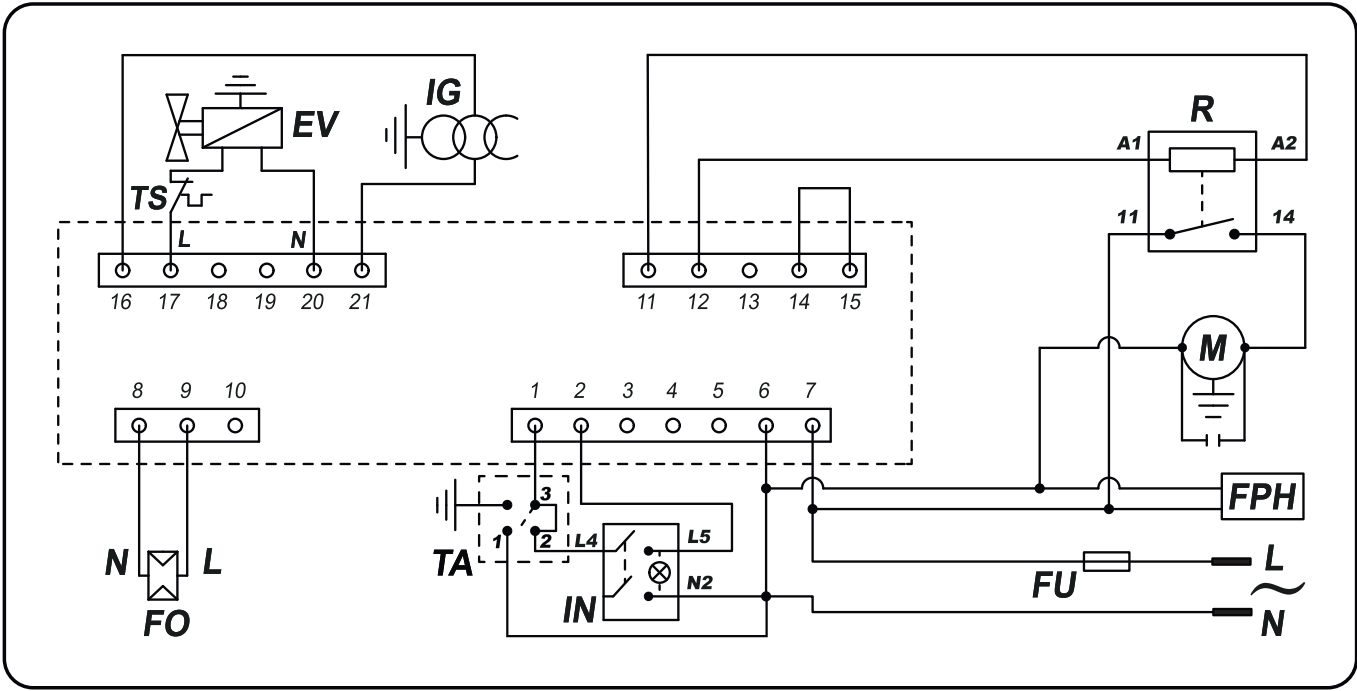 IG
EV
TS
L
N
16 17 18 19 20 21
11 12 13 14 15
R
A1
A2
11
14
M
8 9 10
1 2 3 4 5 6 7
FPH
3
1
2
TA
L4
L5
N2
IN
N
L
FO
FU
L
~
N